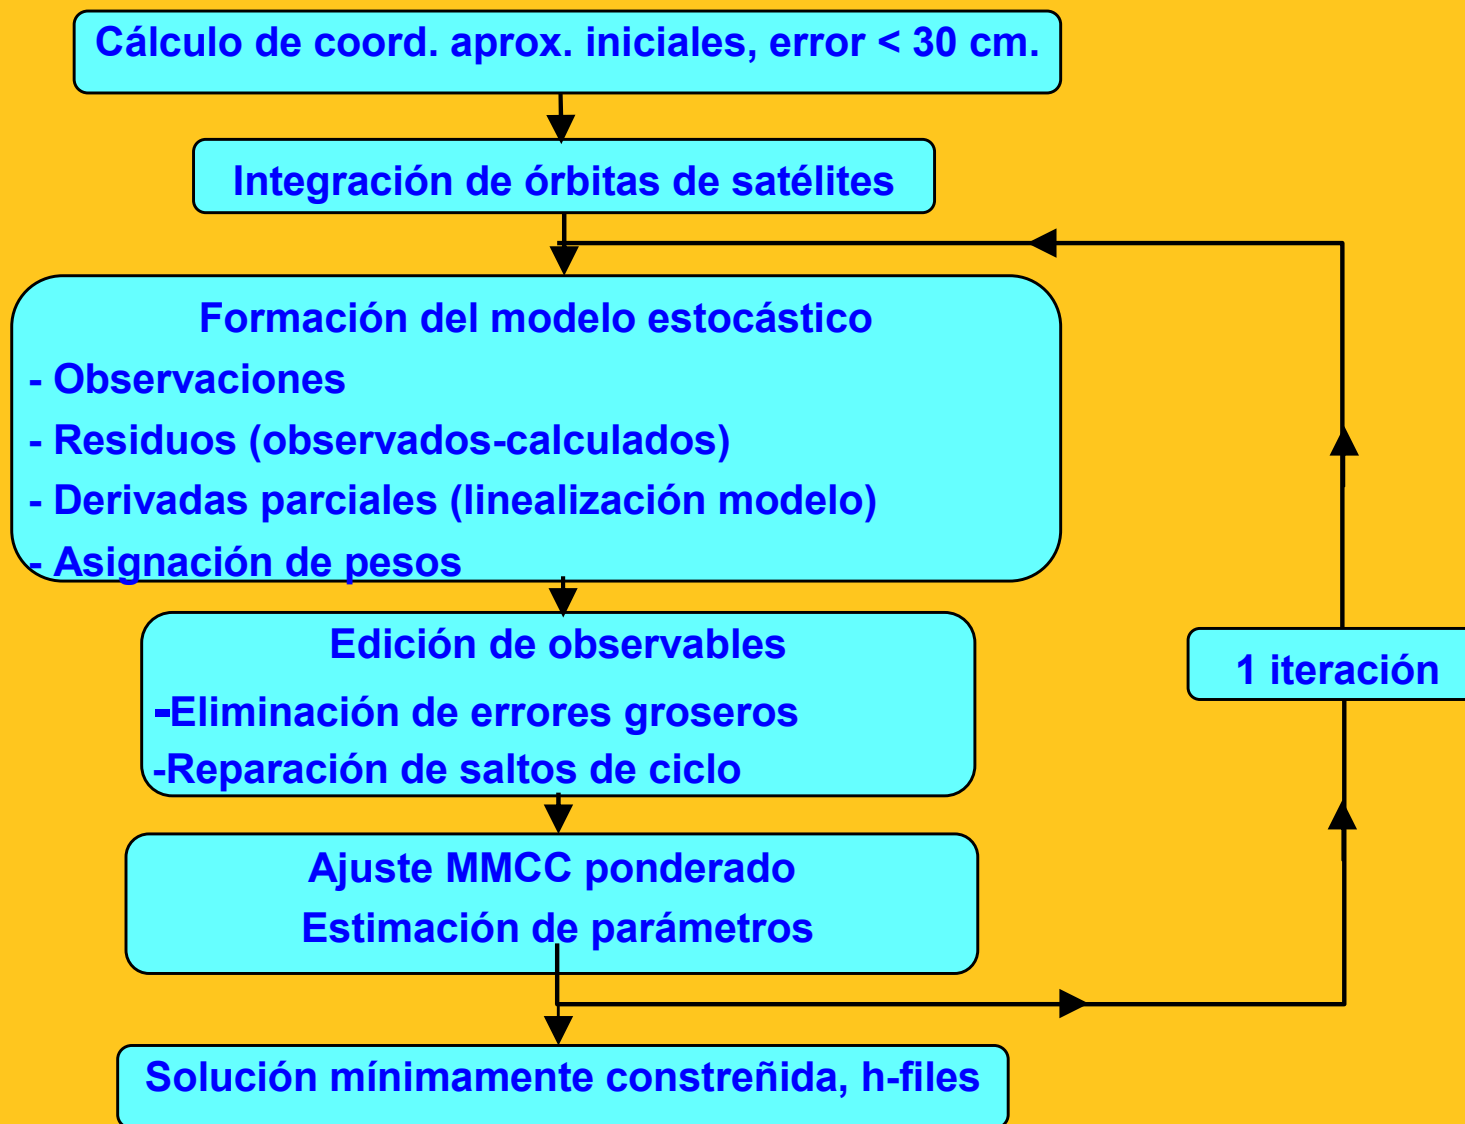 Cálculo de coord. aprox. iniciales, error < 30 cm.
Integración de órbitas de satélites
Formación del modelo estocástico
- Observaciones
- Residuos (observados-calculados)
- Derivadas parciales (linealización modelo)
- Asignación de pesos
Edición de observables
-Eliminación de errores groseros
-Reparación de saltos de ciclo
1 iteración
Ajuste MMCC ponderado
Estimación de parámetros
Solución mínimamente constreñida, h-files